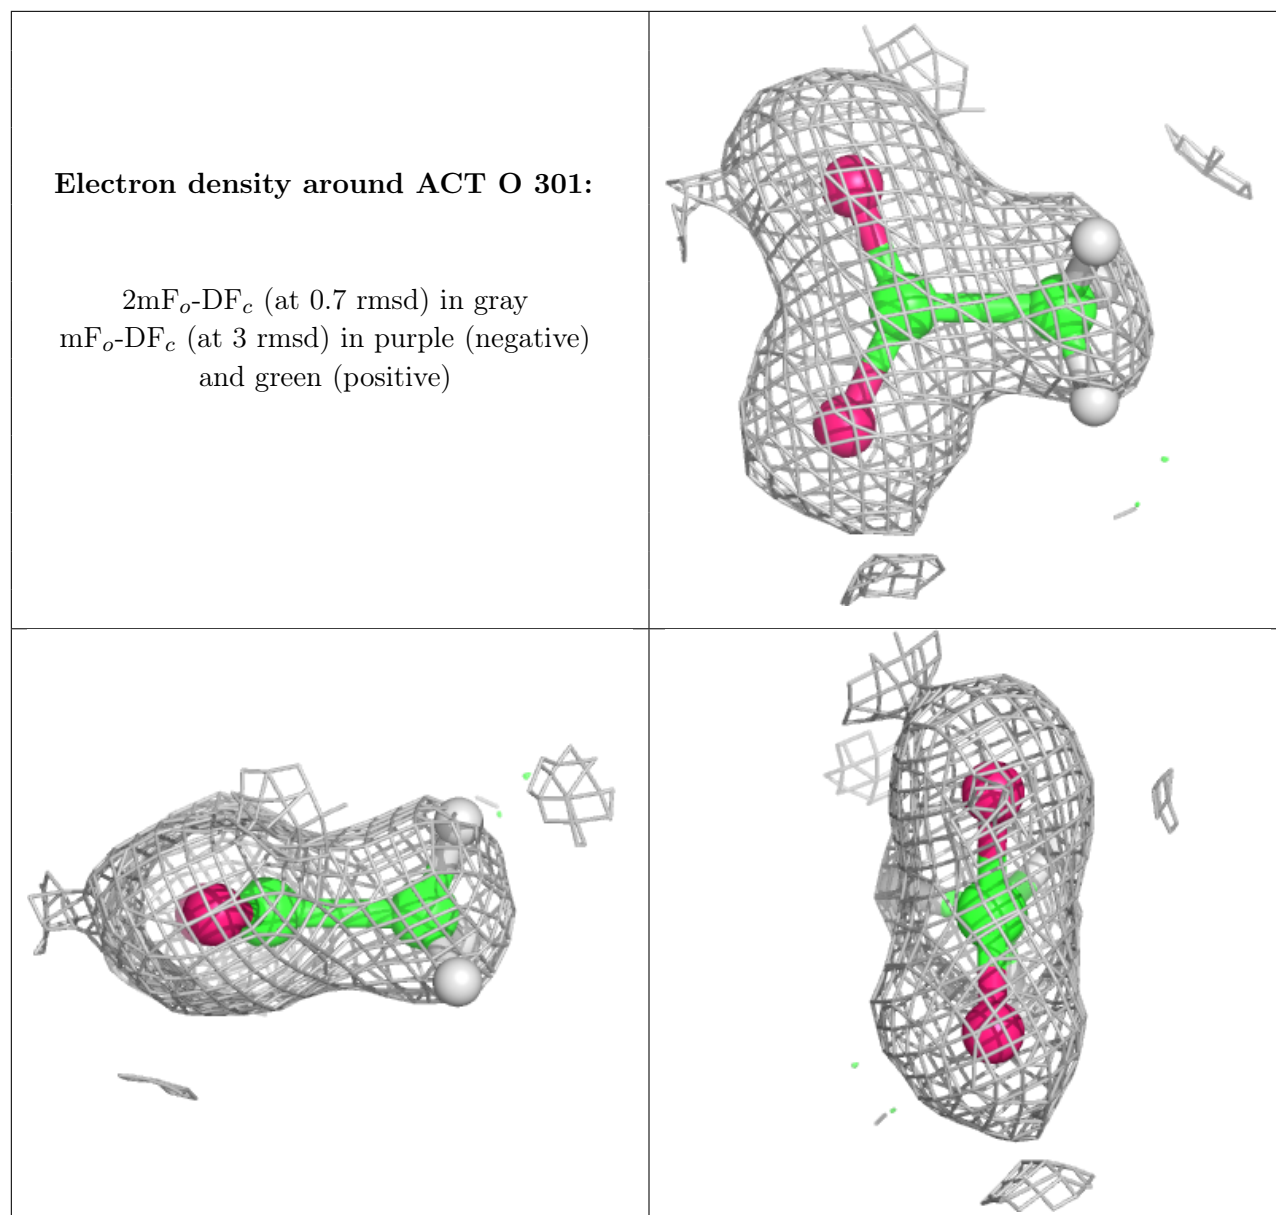 Electron density around ACT O 301:
2mFo-DFc (at 0.7 rmsd) in gray
mFo-DFc (at 3 rmsd) in purple (negative)
and green (positive)